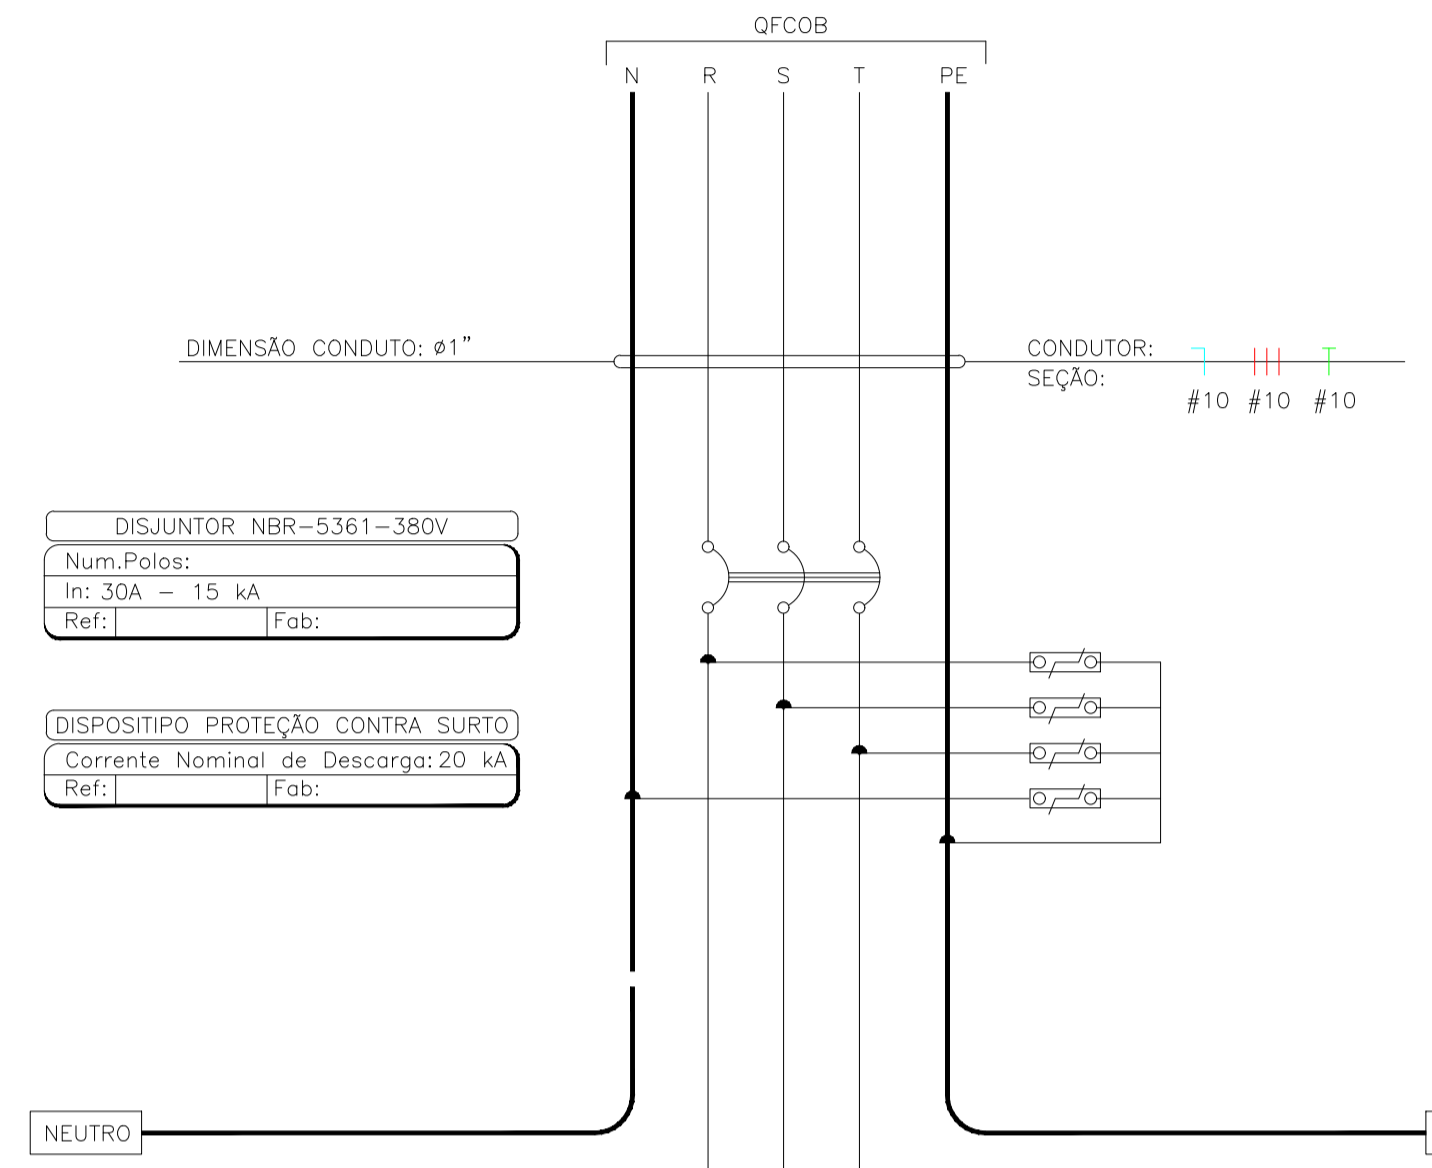 QFCOB
N R S T PE
DIMENSÃO CONDUTO: ø1"
CONDUTOR:
SEÇÃO:
#10 #10 #10
DISJUNTOR NBR-5361-380V
Num.Polos:
In: 30A - 15 kA
Ref: Fab:
DISPOSITIPO PROTEÇÃO CONTRA SURTO
Corrente Nominal de Descarga: 20 kA
Ref: Fab:
NEUTRO